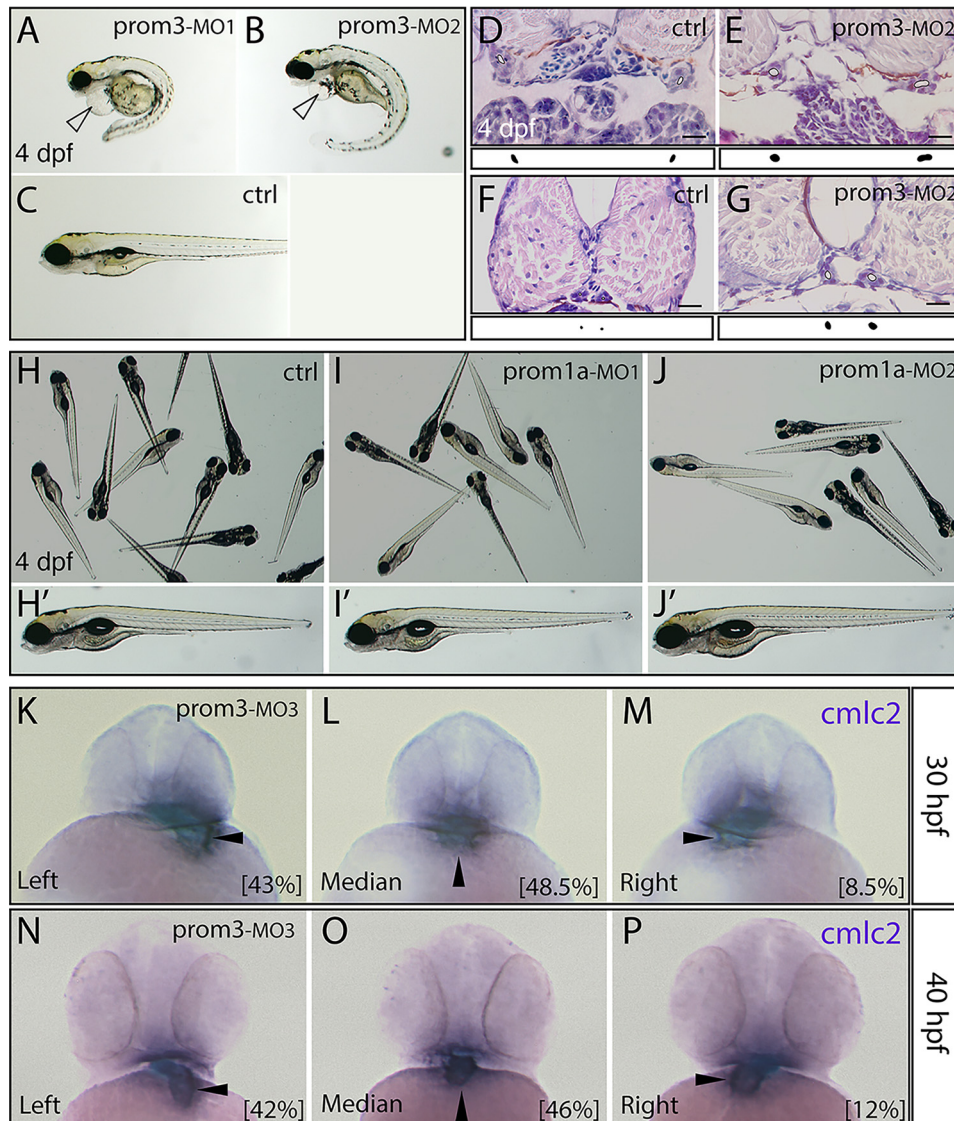 A prom3-MO1
B prom3-MO2
4 dpf
C ctrl
D ctrl
4 dpf
E prom3-MO2
F ctrl
G prom3-MO2
H ctrl
4 dpf
I prom1a-MO1
J prom1a-MO2
H′
I′
J′
K prom3-MO3
Left [43%]
L
Median [48.5%]
M cmlc2
Right [8.5%]
30 hpf
N prom3-MO3
Left [42%]
O
Median [46%]
P cmlc2
Right [12%]
40 hpf